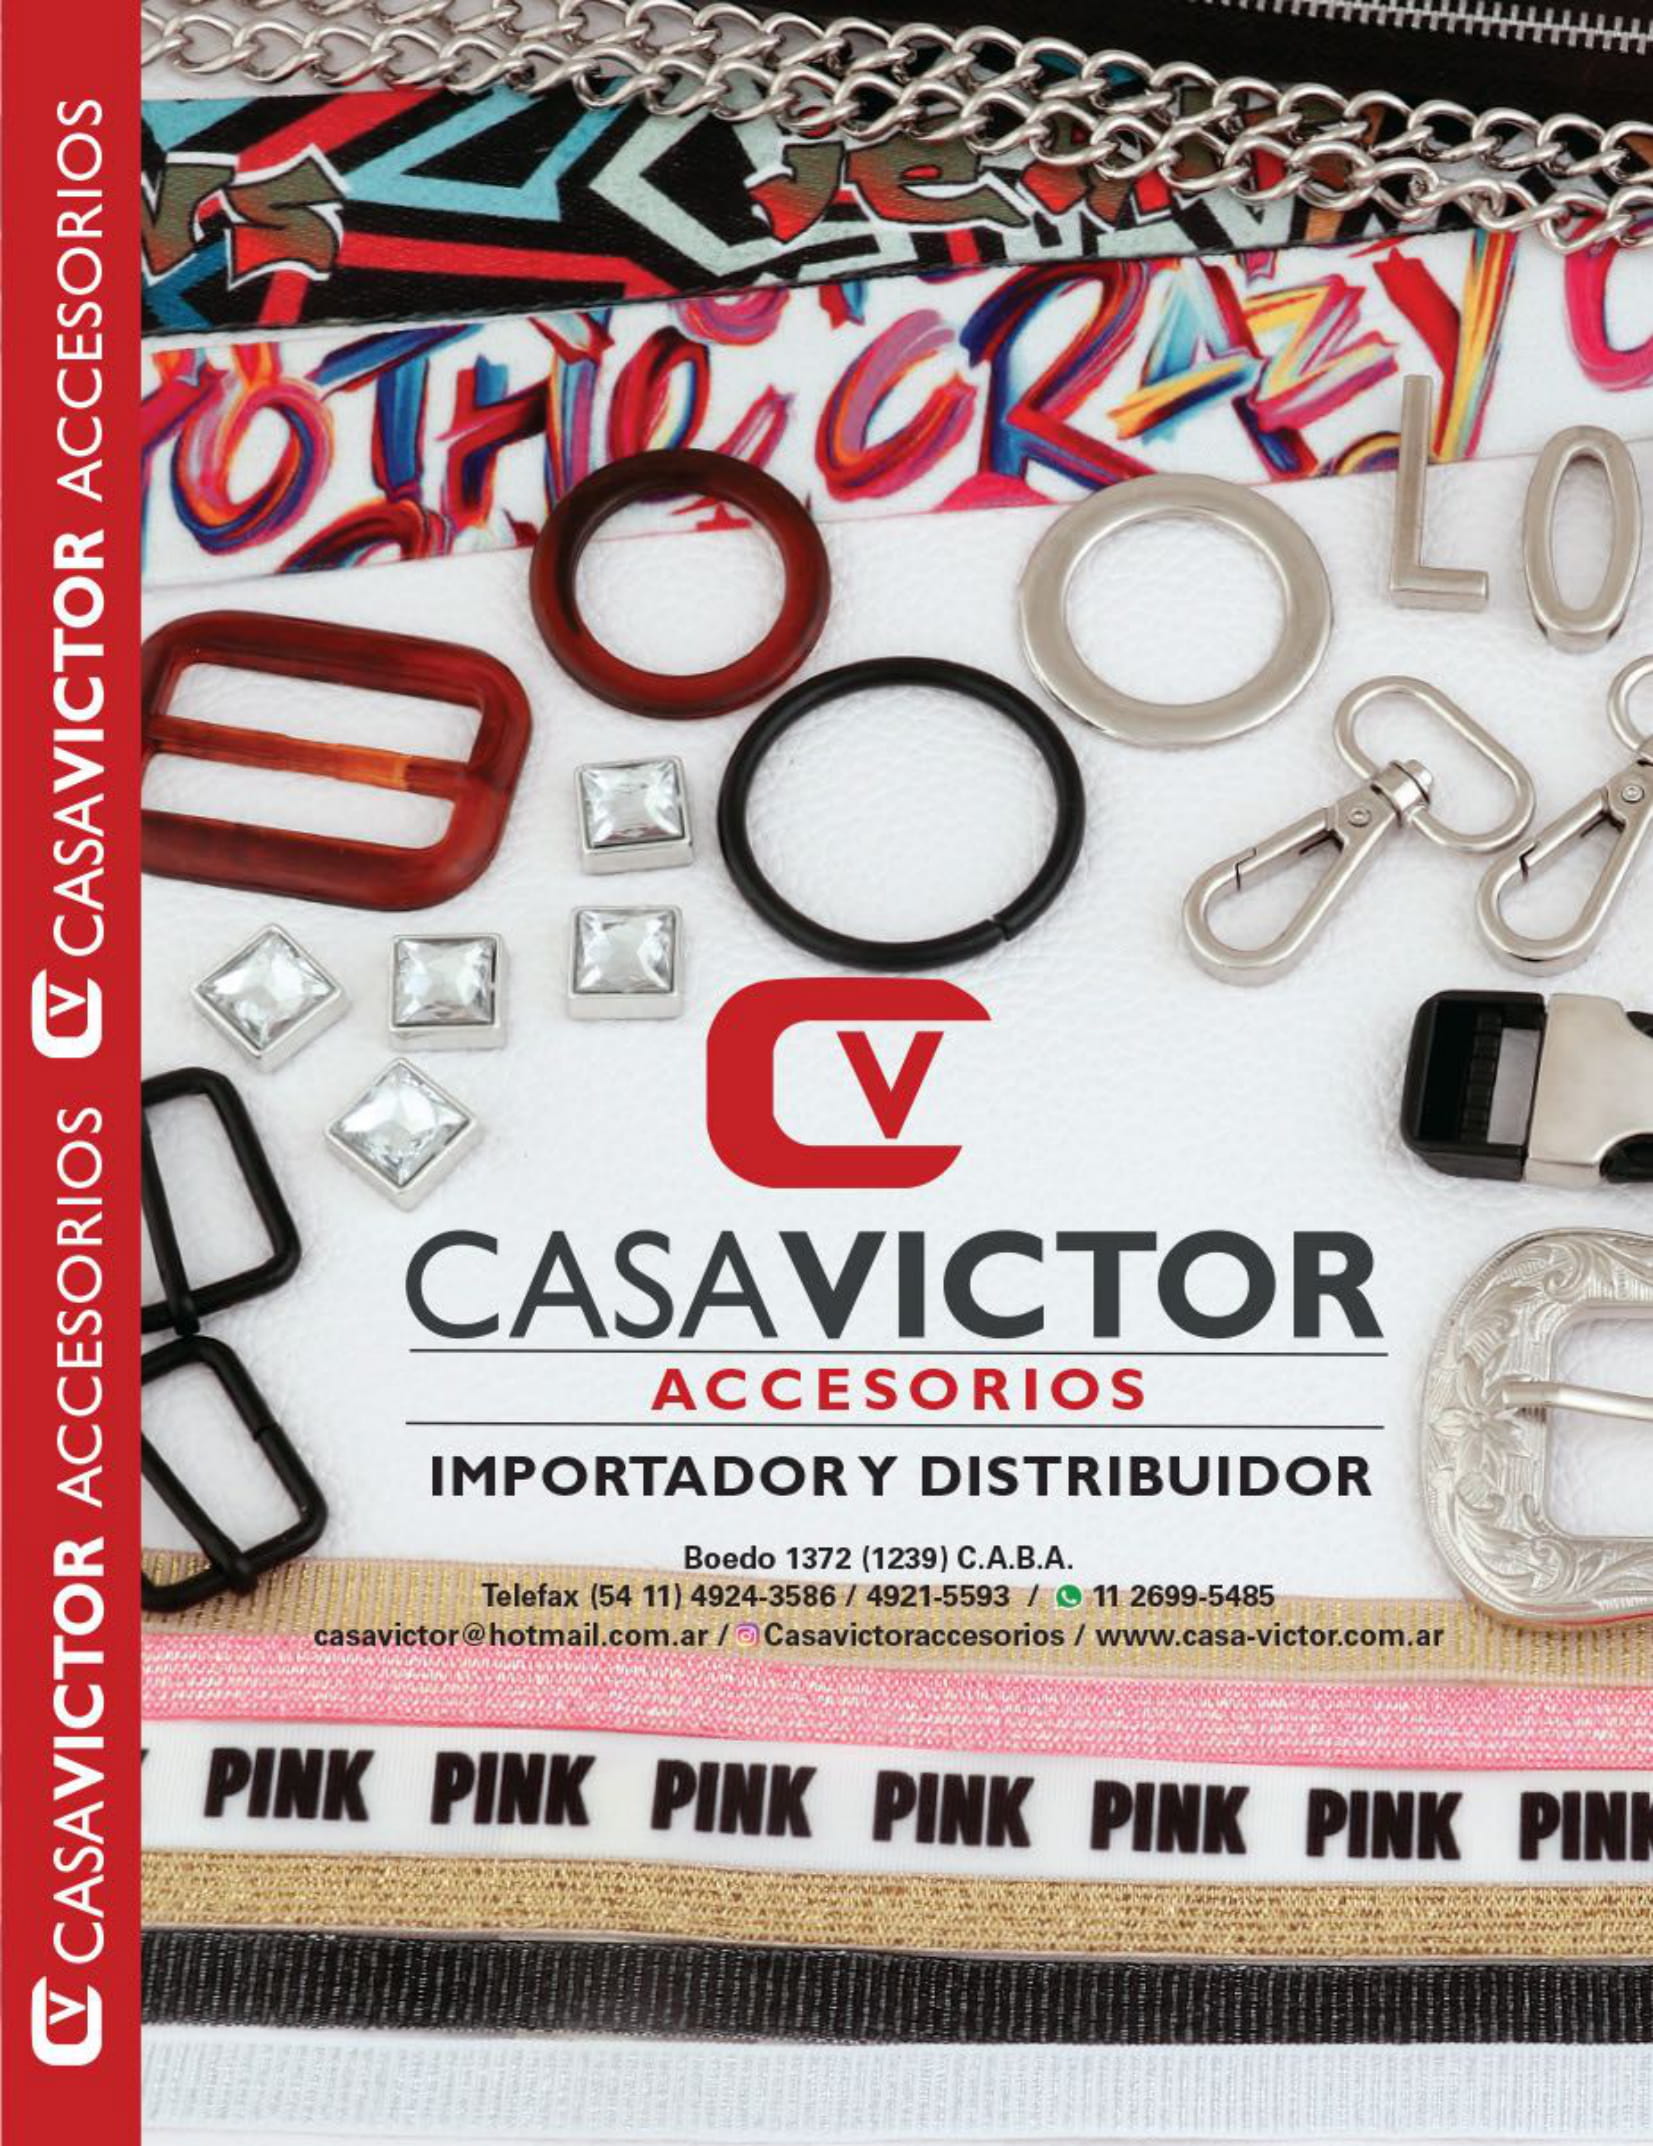 CASAVICTOR ACCESORIOS
CASAVICTOR ACCESORIOS
CRAZY
LO
CV
CASAVICTOR
ACCESORIOS
IMPORTADOR Y DISTRIBUIDOR
Boedo 1372 (1239) C.A.B.A.
Telefax (54 11) 4924-3586 / 4921-5593 / 11 2699-5485
casavictor@hotmail.com.ar / Casavictoraccesorios / www.casa-victor.com.ar
PINK PINK PINK PINK PINK PINK PINK